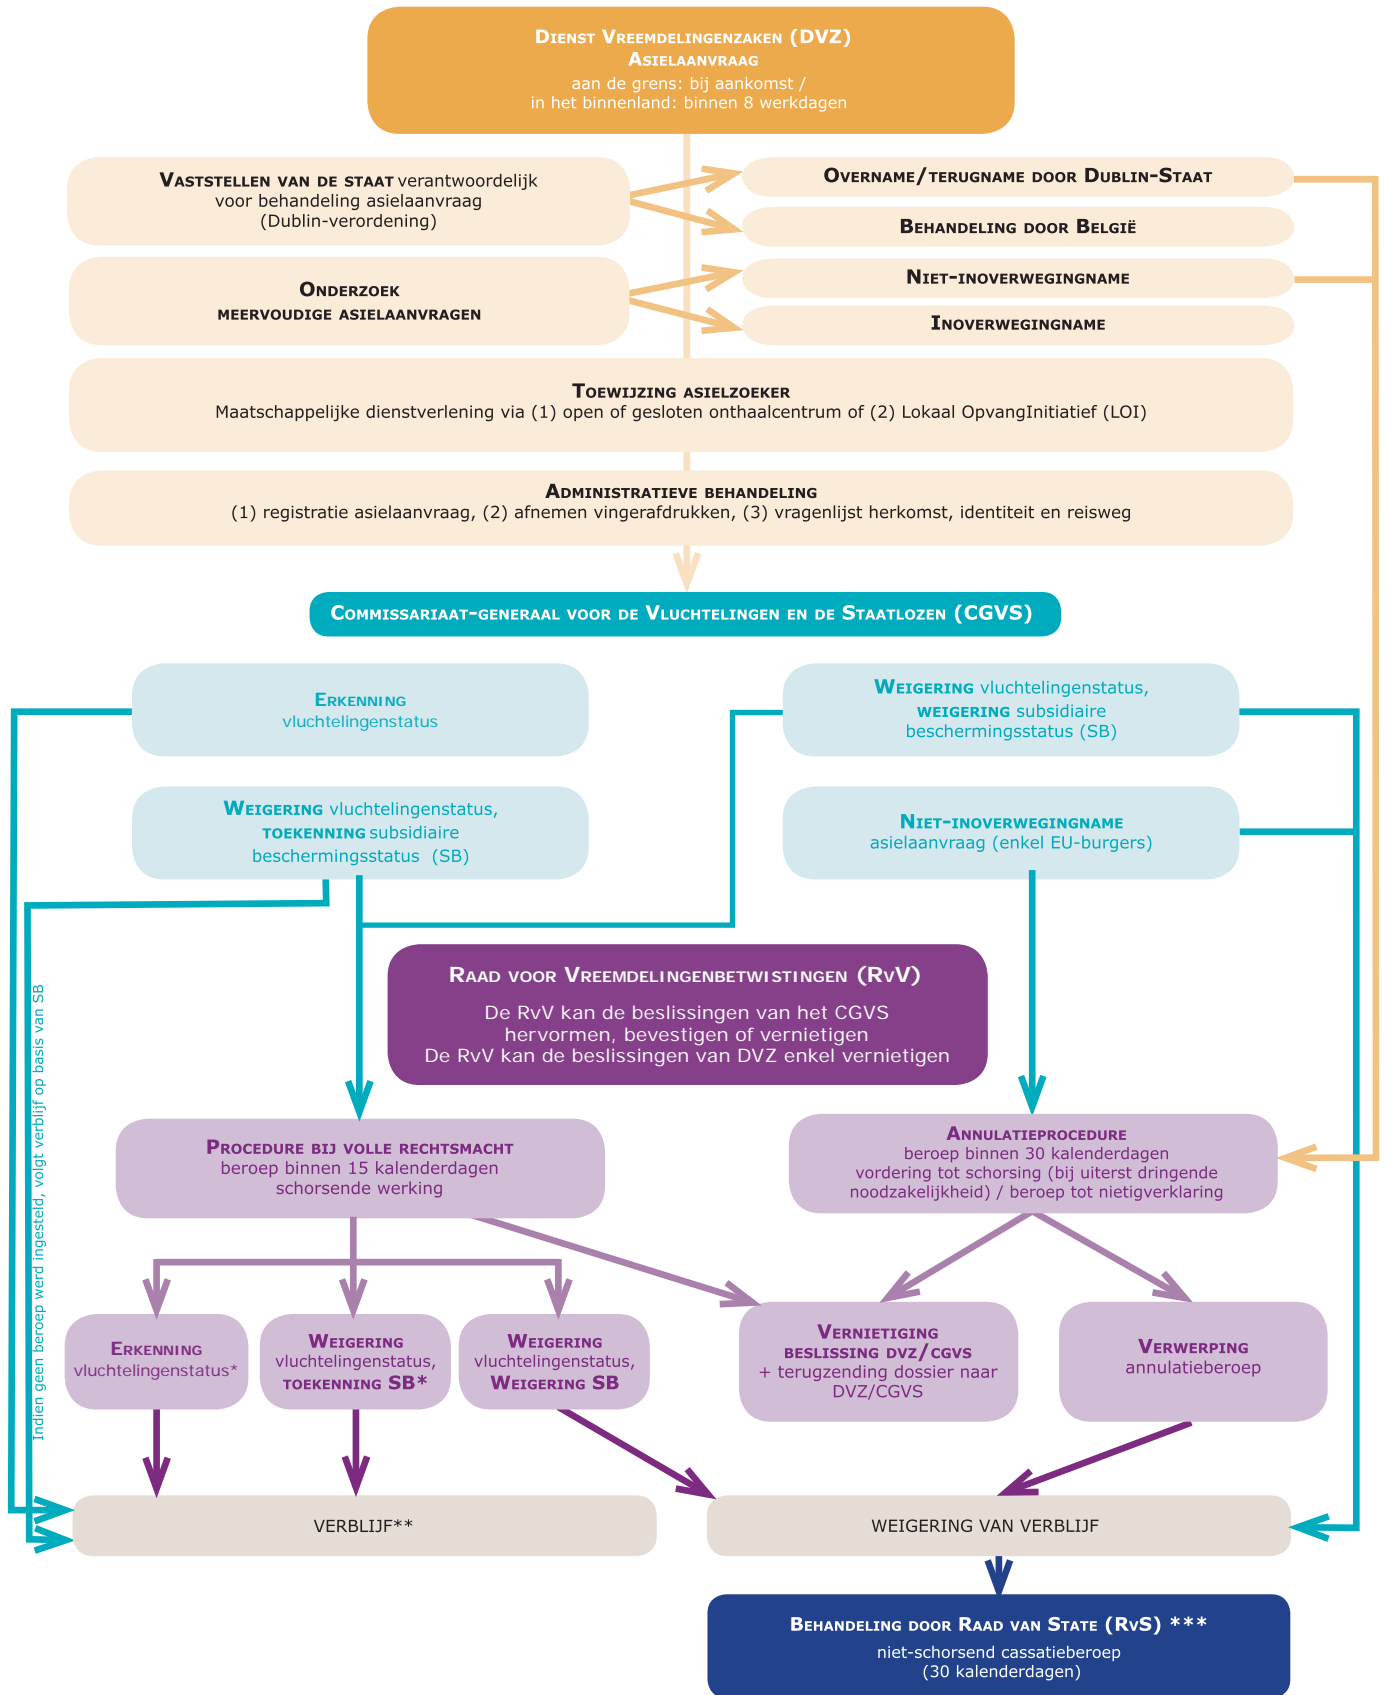 Dienst Vreemdelingenzaken (DVZ)
Asielaanvraag
aan de grens: bij aankomst /
in het binnenland: binnen 8 werkdagen
Vaststellen van de staat verantwoordelijk
voor behandeling asielaanvraag
(Dublin-verordening)
Overname/terugname door Dublin-Staat
Behandeling door België
Onderzoek
meervoudige asielaanvragen
Niet-inoverwegingname
Inoverwegingname
Toewijzing asielzoeker
Maatschappelijke dienstverlening via (1) open of gesloten onthaalcentrum of (2) Lokaal OpvangInitiatief (LOI)
Administratieve behandeling
(1) registratie asielaanvraag, (2) afnemen vingerafdrukken, (3) vragenlijst herkomst, identiteit en reisweg
Commissariaat-generaal voor de Vluchtelingen en de Staatlozen (CGVS)
Erkenning
vluchtelingenstatus
Weigering vluchtelingenstatus,
weigering subsidiaire
beschermingsstatus (SB)
Weigering vluchtelingenstatus,
toekenning subsidiaire
beschermingsstatus (SB)
Niet-inoverwegingname
asielaanvraag (enkel EU-burgers)
Indien geen beroep werd ingesteld, volgt verblijf op basis van SB
Raad voor Vreemdelingenbetwistingen (RvV)
De RvV kan de beslissingen van het CGVS
hervormen, bevestigen of vernietigen
De RvV kan de beslissingen van DVZ enkel vernietigen
Procedure bij volle rechtsmacht
beroep binnen 15 kalenderdagen
schorsende werking
Annulatieprocedure
beroep binnen 30 kalenderdagen
vordering tot schorsing (bij uiterst dringende
noodzakelijkheid) / beroep tot nietigverklaring
Erkenning
vluchtelingenstatus*
Weigering
vluchtelingenstatus,
toekenning SB*
Weigering
vluchtelingenstatus,
Weigering SB
Vernietiging
beslissing dvz/cgvs
+ terugzending dossier naar
DVZ/CGVS
Verwerping
annulatieberoep
VERBLIJF**
WEIGERING VAN VERBLIJF
Behandeling door Raad van State (RvS) ***
niet-schorsend cassatieberoep
(30 kalenderdagen)